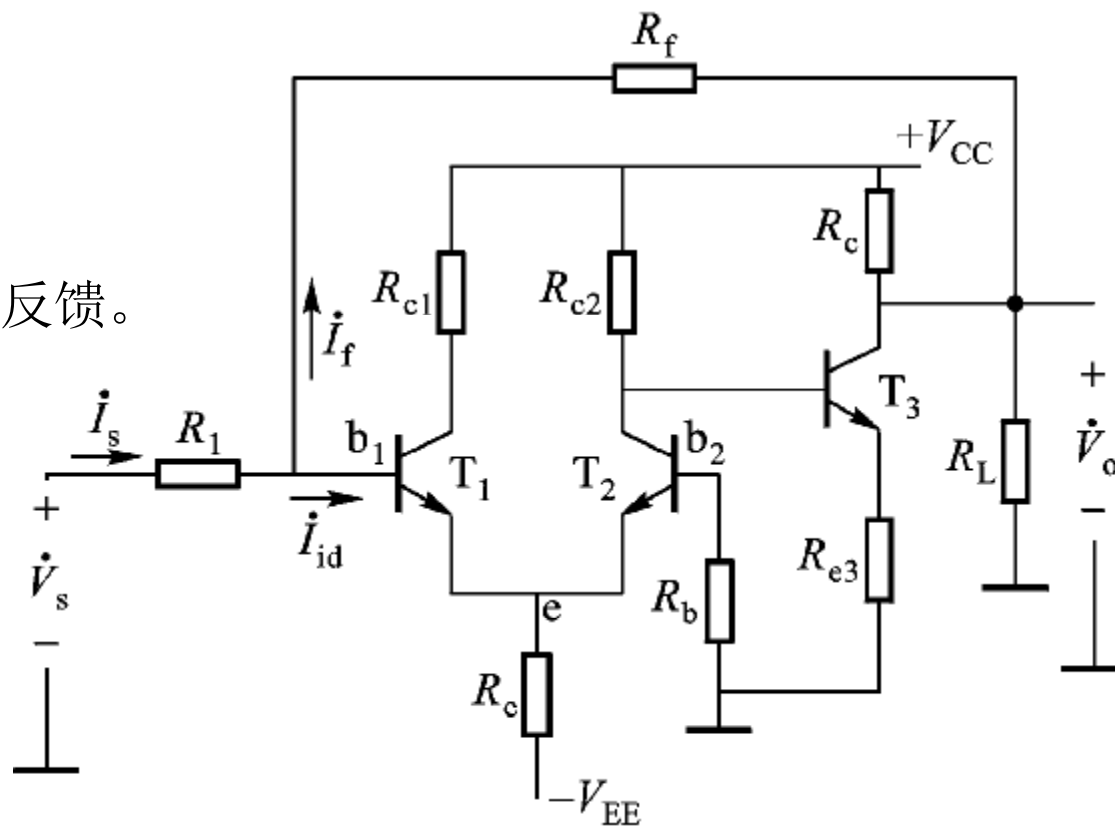 R_f
+V_CC
R_c
R_c1
R_c2
反馈。
İ_f
T_3
+
İ_s
R_1
b_1
b_2
R_L
V̇_o
T_1
T_2
+
İ_id
−
V̇_s
R_b
R_e3
e
−
R_c
−V_EE